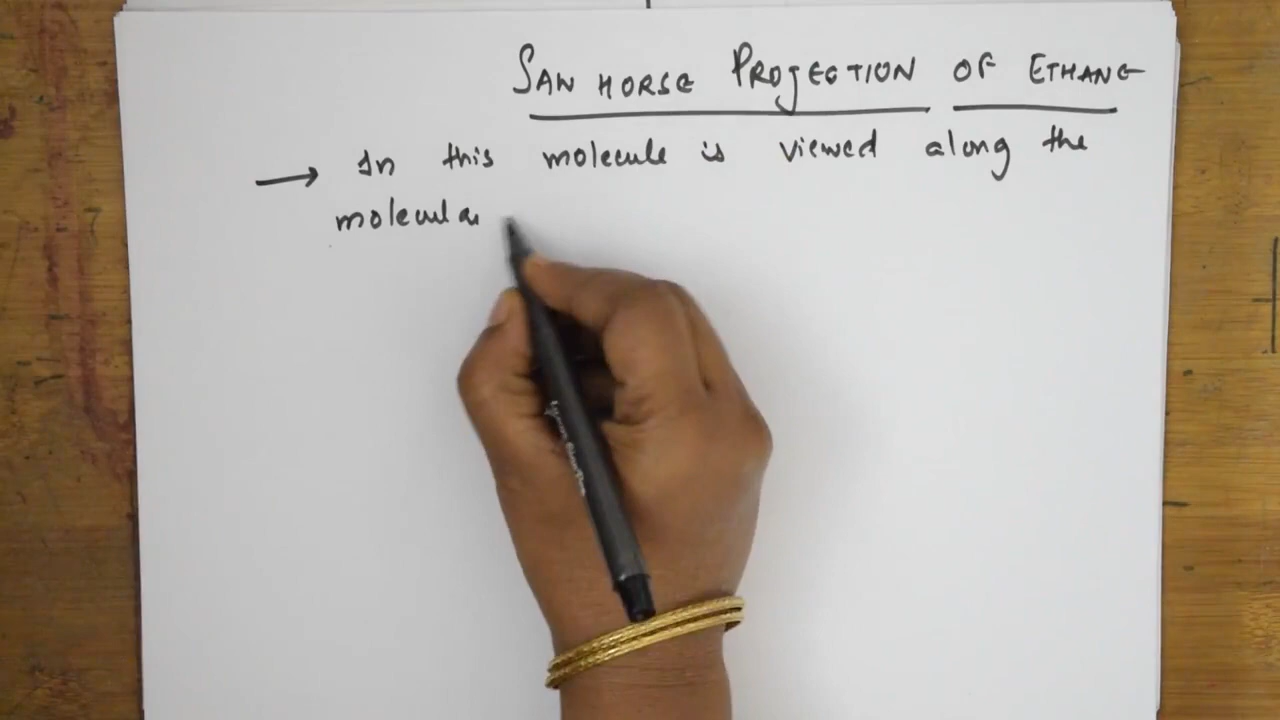 SAW HORSE PROJECTION OF ETHANE
In this molecule is viewed along the
molecula